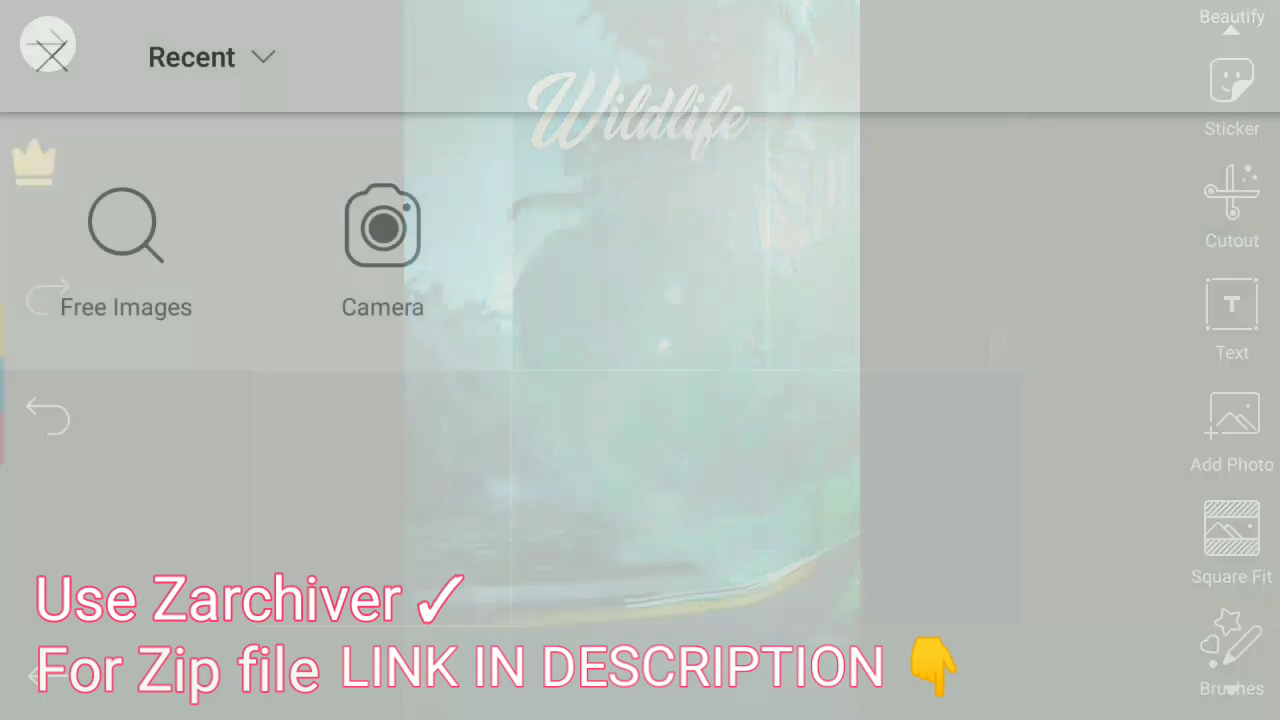 Beautify
Recent
Wildlife
Sticker
Cutout
Free Images
Camera
T
Text
Add Photo
Square Fit
Use Zarchiver ✓
For Zip file LINK IN DESCRIPTION 👇
Brushes